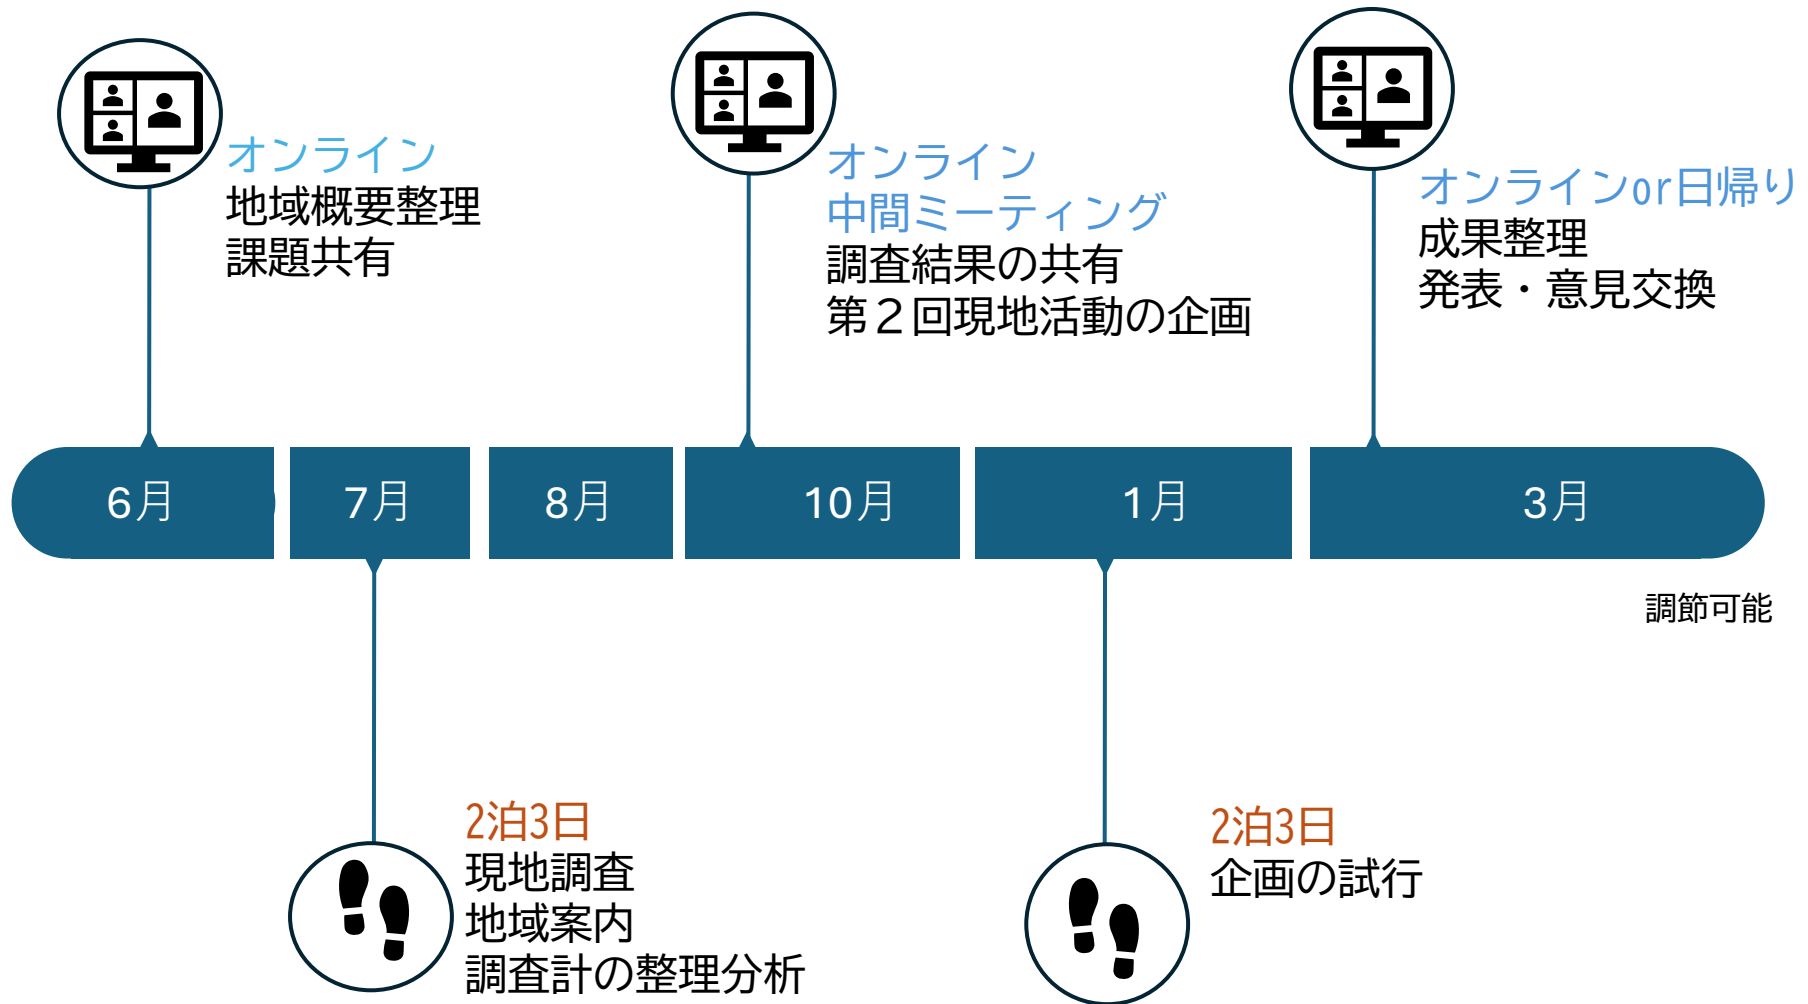 オンライン
地域概要整理
課題共有
オンライン
中間ミーティング
調査結果の共有
第２回現地活動の企画
オンラインor日帰り
成果整理
発表・意見交換
6月
7月
8月
10月
1月
3月
調節可能
2泊3日
現地調査
地域案内
調査計の整理分析
2泊3日
企画の試行